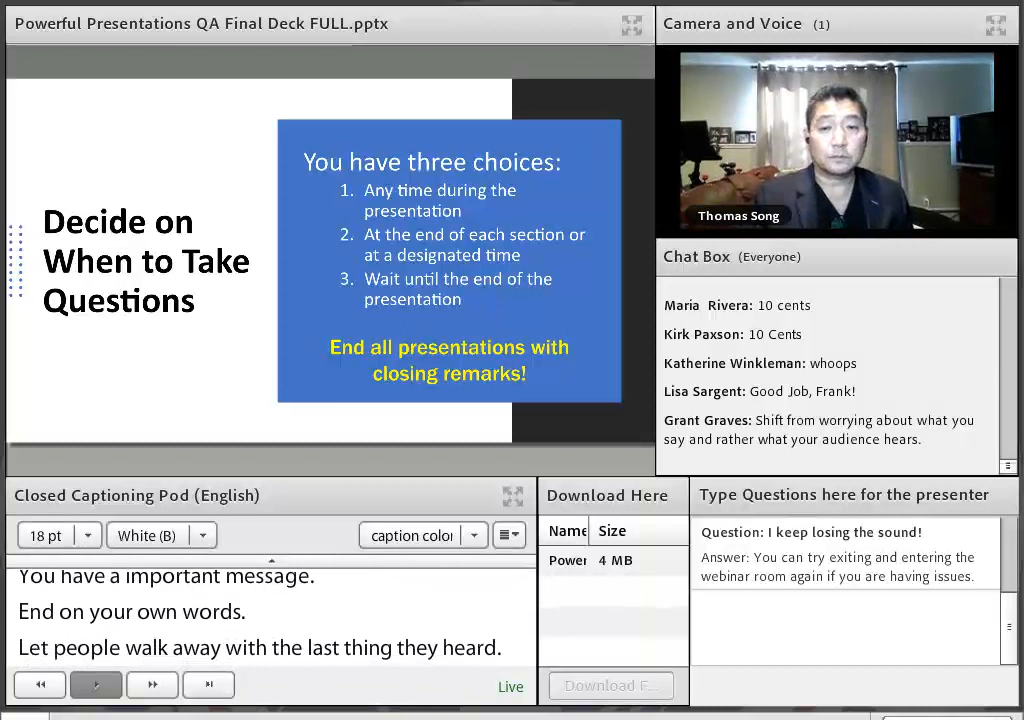 Powerful Presentations QA Final Deck FULL.pptx
Decide on
When to Take
Questions
You have three choices:
1. Any time during the
presentation
2. At the end of each section or
at a designated time
3. Wait until the end of the
presentation
End all presentations with
closing remarks!
Camera and Voice (1)
Thomas Song
Chat Box (Everyone)
Maria Rivera: 10 cents
Kirk Paxson: 10 Cents
Katherine Winkleman: whoops
Lisa Sargent: Good Job, Frank!
Grant Graves: Shift from worrying about what you
say and rather what your audience hears.
Closed Captioning Pod (English)
18 pt
White (B)
caption color
You have a important message.
End on your own words.
Let people walk away with the last thing they heard.
Live
Download Here
Name Size
Power 4 MB
Download F...
Type Questions here for the presenter
Question: I keep losing the sound!
Answer: You can try exiting and entering the
webinar room again if you are having issues.